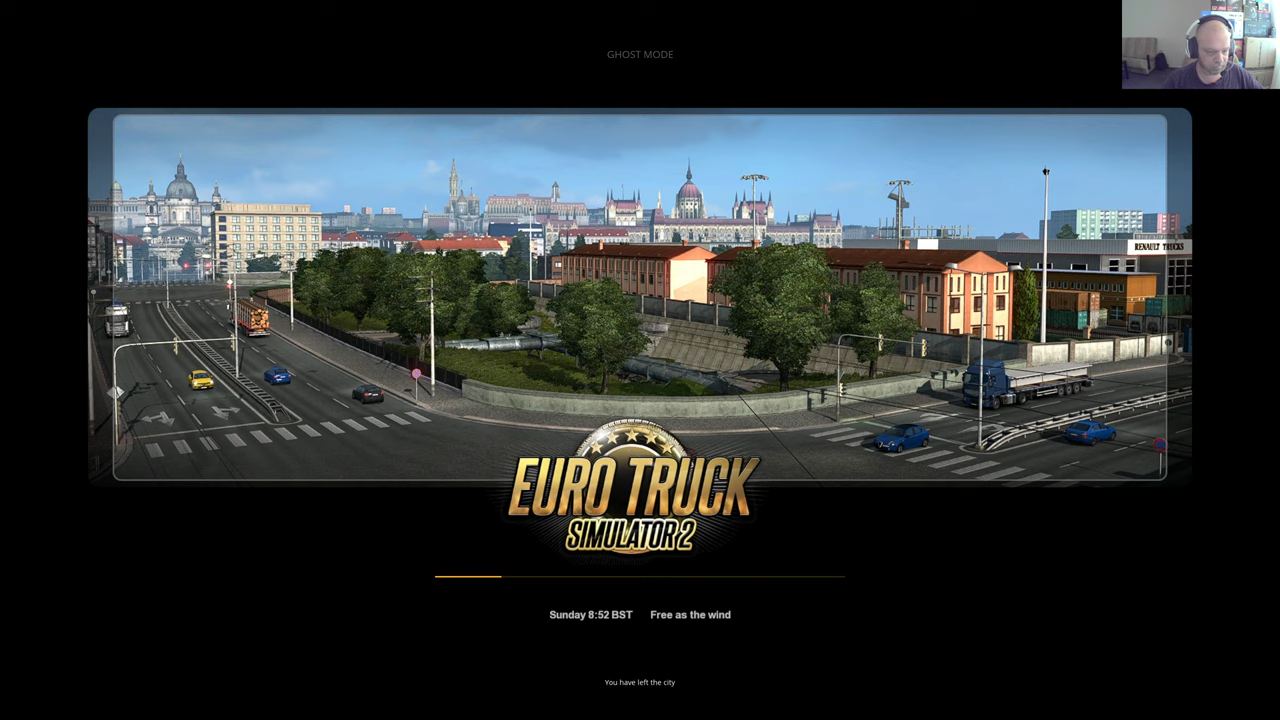 GHOST MODE
RENAULT TRUCKS
EURO TRUCK
SIMULATOR 2
Sunday 8:52 BST Free as the wind
You have left the city